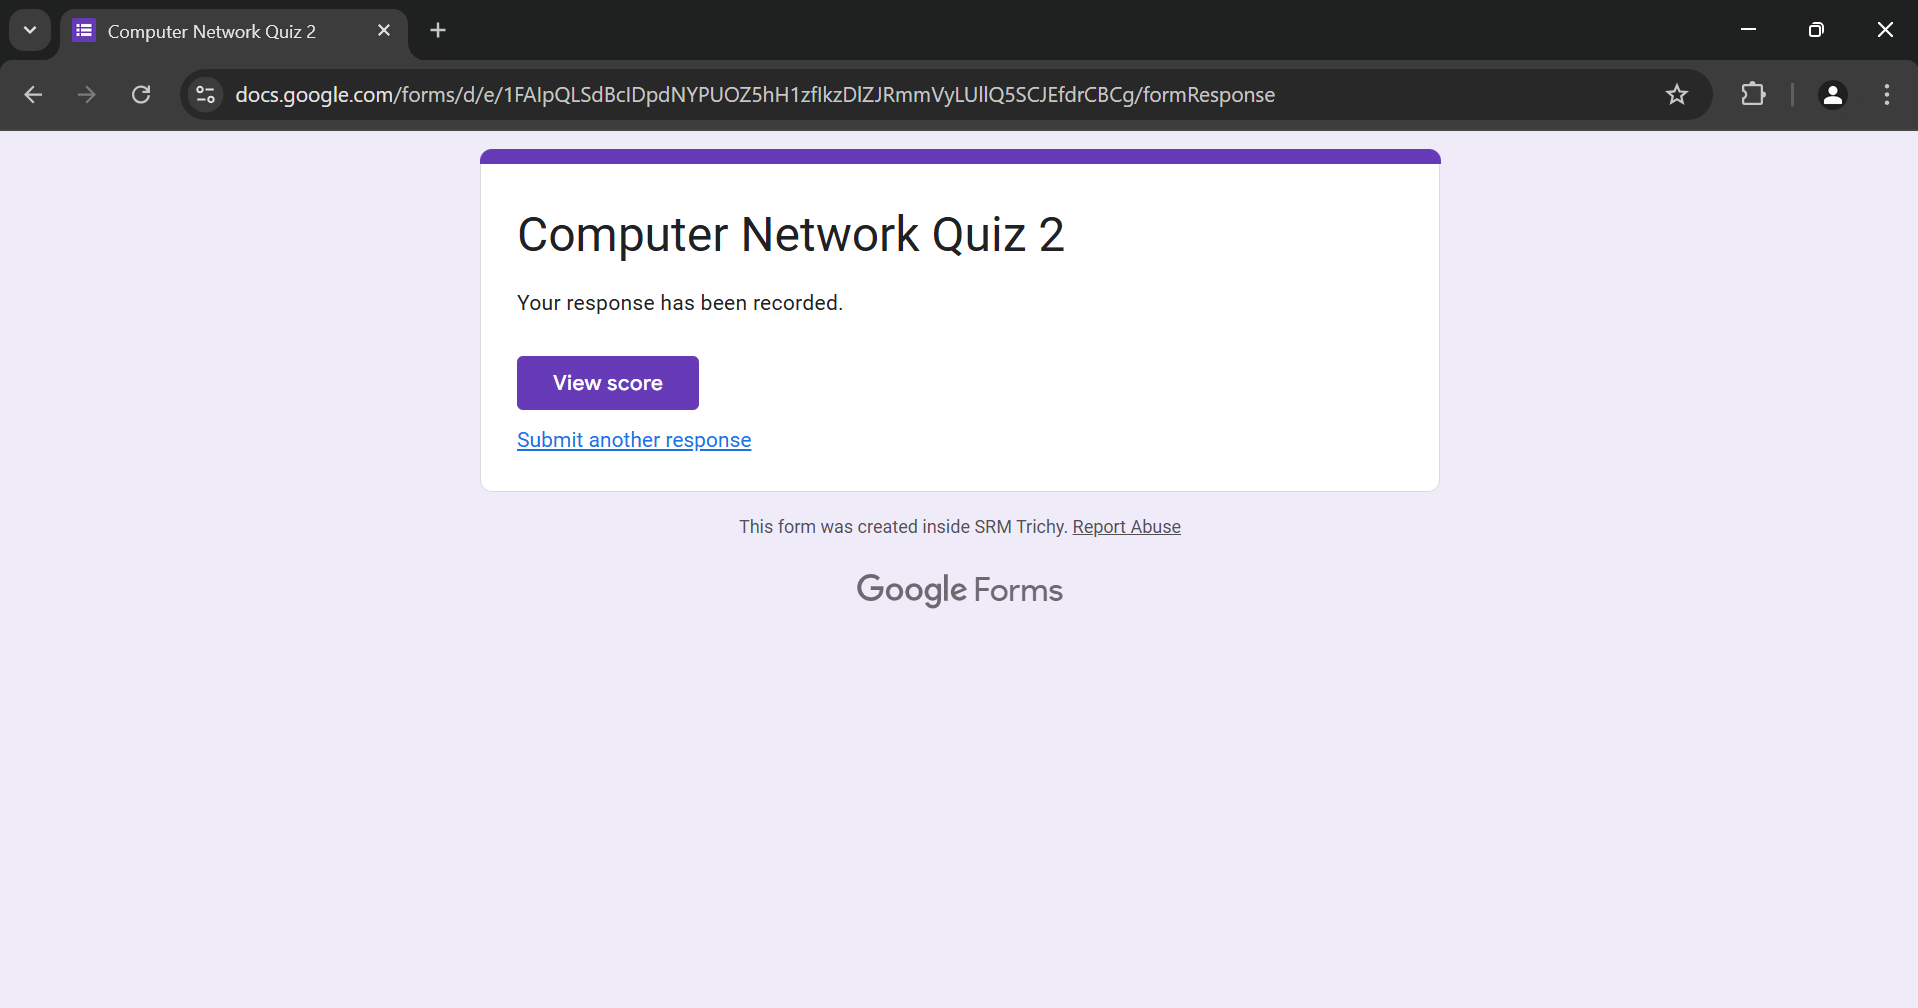 Computer Network Quiz 2
docs.google.com/forms/d/e/1FAIpQLSdBcIDpdNYPUOZ5hH1zfIkzDlZJRmmVyLUllQ5SCJEfdrCBCg/formResponse
Computer Network Quiz 2
Your response has been recorded.
View score
Submit another response
This form was created inside SRM Trichy. Report Abuse
Google Forms